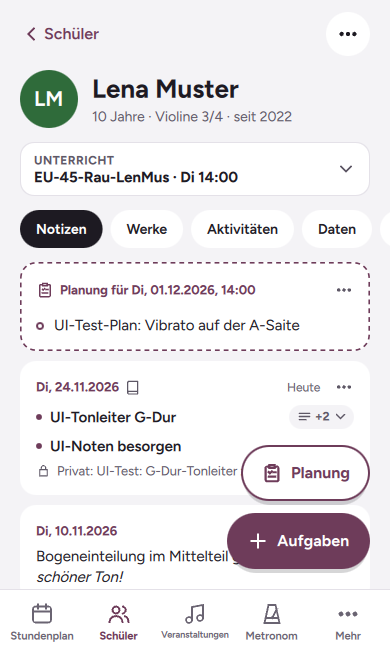 Schüler
LM
Lena Muster
10 Jahre · Violine 3/4 · seit 2022
UNTERRICHT
EU-45-Rau-LenMus · Di 14:00
Notizen
Werke
Aktivitäten
Daten
Planung für Di, 01.12.2026, 14:00
UI-Test-Plan: Vibrato auf der A-Saite
Di, 24.11.2026
Heute
UI-Tonleiter G-Dur
+2
UI-Noten besorgen
Privat: UI-Test: G-Dur-Tonleiter
Planung
Di, 10.11.2026
Bogeneinteilung im Mittelteil
schöner Ton!
Aufgaben
Stundenplan
Schüler
Veranstaltungen
Metronom
Mehr